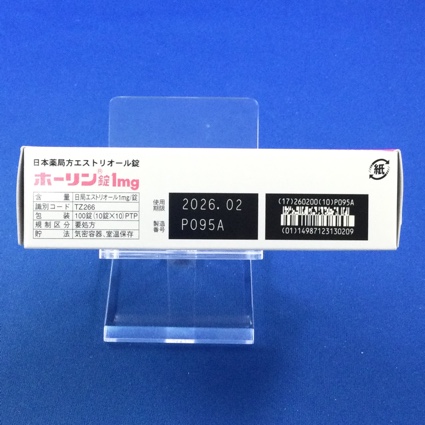 日本薬局方エストリオール錠
ホーリン®錠1mg
含量 日局エストリオール1mg/錠
識別コード TZ266
包装 100錠(10錠×10)PTP
規制区分 要処方
貯法 気密容器、室温保存
使用期限 2026.02
製造番号 P095A
(17)260200(10)P095A
(01)14987123130209
紙